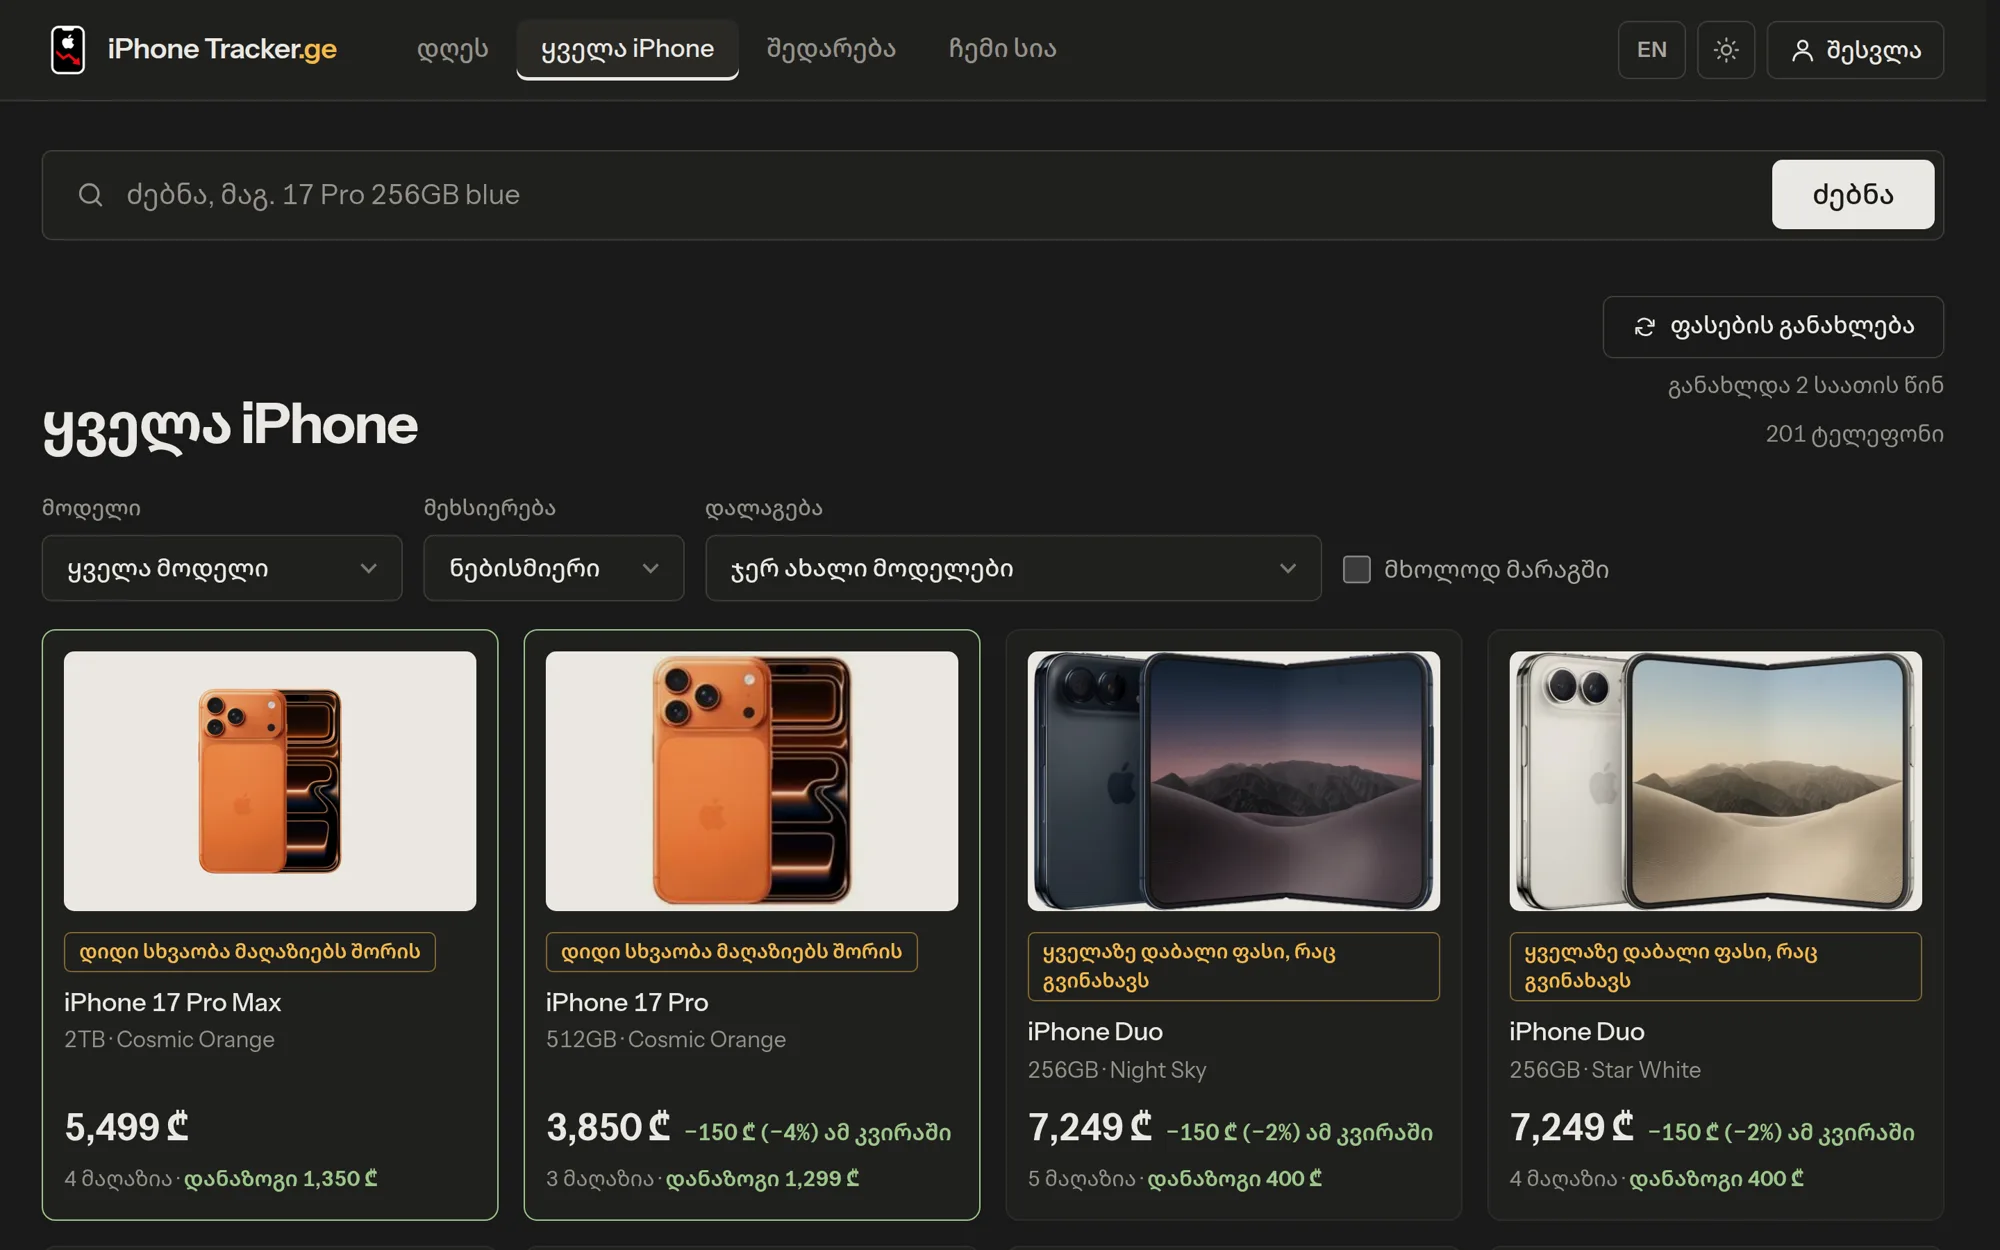 iPhone Tracker.ge
დღეს
ყველა iPhone
შედარება
ჩემი სია
EN
შესვლა
ძებნა, მაგ. 17 Pro 256GB blue
ძებნა
ფასების განახლება
განახლდა 2 საათის წინ
201 ტელეფონი
ყველა iPhone
მოდელი
მეხსიერება
დალაგება
ყველა მოდელი
ნებისმიერი
ჯერ ახალი მოდელები
მხოლოდ მარაგში
დიდი სხვაობა მაღაზიებს შორის
iPhone 17 Pro Max
2TB · Cosmic Orange
5,499 ₾
4 მაღაზია · დანაზოგი 1,350 ₾
დიდი სხვაობა მაღაზიებს შორის
iPhone 17 Pro
512GB · Cosmic Orange
3,850 ₾ −150 ₾ (−4%) ამ კვირაში
3 მაღაზია · დანაზოგი 1,299 ₾
ყველაზე დაბალი ფასი, რაც
გვინახავს
iPhone Duo
256GB · Night Sky
7,249 ₾ −150 ₾ (−2%) ამ კვირაში
5 მაღაზია · დანაზოგი 400 ₾
ყველაზე დაბალი ფასი, რაც
გვინახავს
iPhone Duo
256GB · Star White
7,249 ₾ −150 ₾ (−2%) ამ კვირაში
4 მაღაზია · დანაზოგი 400 ₾